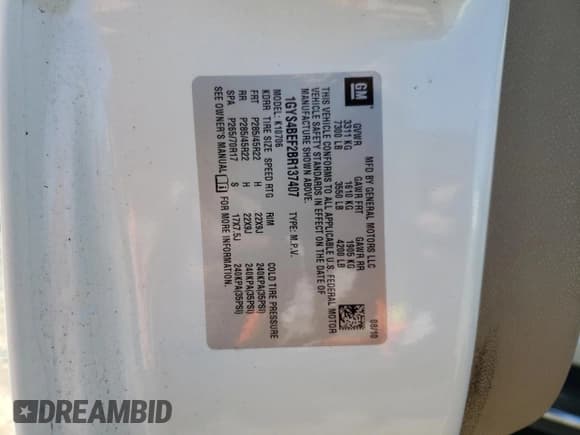 GM
MFD BY GENERAL MOTORS LLC
08/10
GVWR GAWR FRT GAWR RR
3311 KG 1610 KG 1905 KG
7300 LB 3550 LB 4200 LB
THIS VEHICLE CONFORMS TO ALL APPLICABLE U.S. FEDERAL MOTOR
VEHICLE SAFETY STANDARDS IN EFFECT ON THE DATE OF
MANUFACTURE SHOWN ABOVE.
1GYS4BEF2BR137407 TYPE: M.P.V.
MODEL: K10706
KDRR TIRE SIZE SPEED RTG RIM COLD TIRE PRESSURE
FRT P285/45R22 H 22X9J 240KPA(35PSI)
RR P285/45R22 H 22X9J 240KPA(35PSI)
SPA P265/70R17 S 17X7.5J 240KPA(35PSI)
SEE OWNER'S MANUAL FOR MORE INFORMATION.
DREAMBID